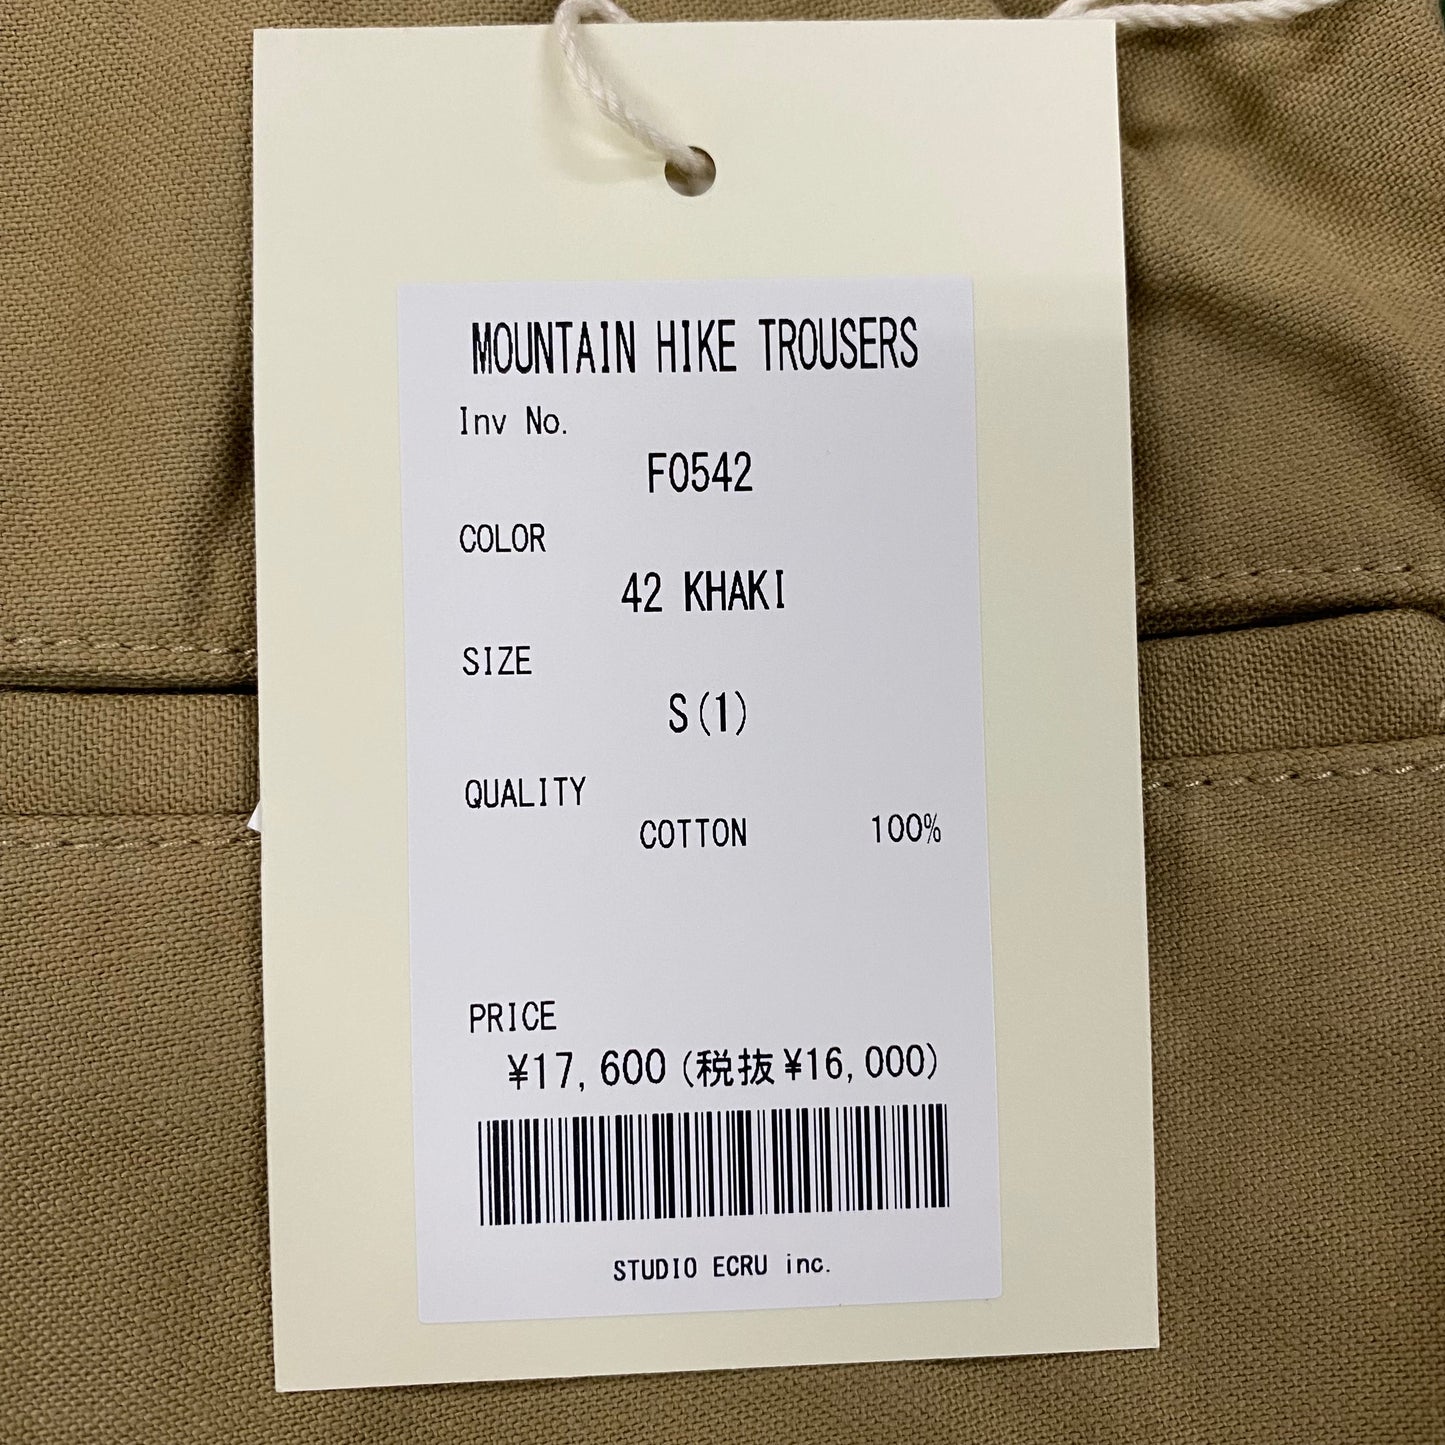 MOUNTAIN HIKE TROUSERS
Inv No.
F0542
COLOR
42 KHAKI
SIZE
S(1)
QUALITY
COTTON 100%
PRICE
¥17,600(税抜¥16,000)
STUDIO ECRU inc.